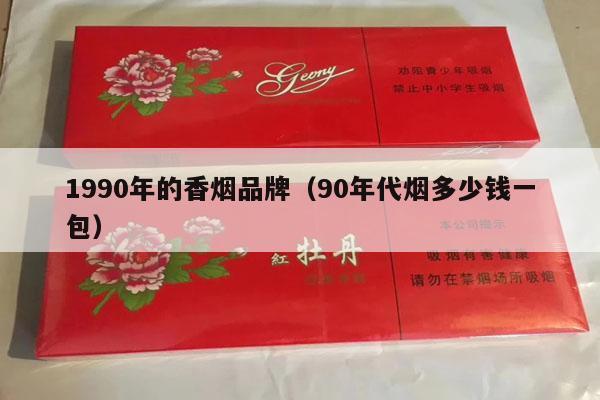 Geony
劝阻青少年吸烟
禁止中小学生吸烟
1990年的香烟品牌（90年代烟多少钱一
包）
本公司提示
吸烟有害健康
请勿在禁烟场所吸烟
紅 牡丹